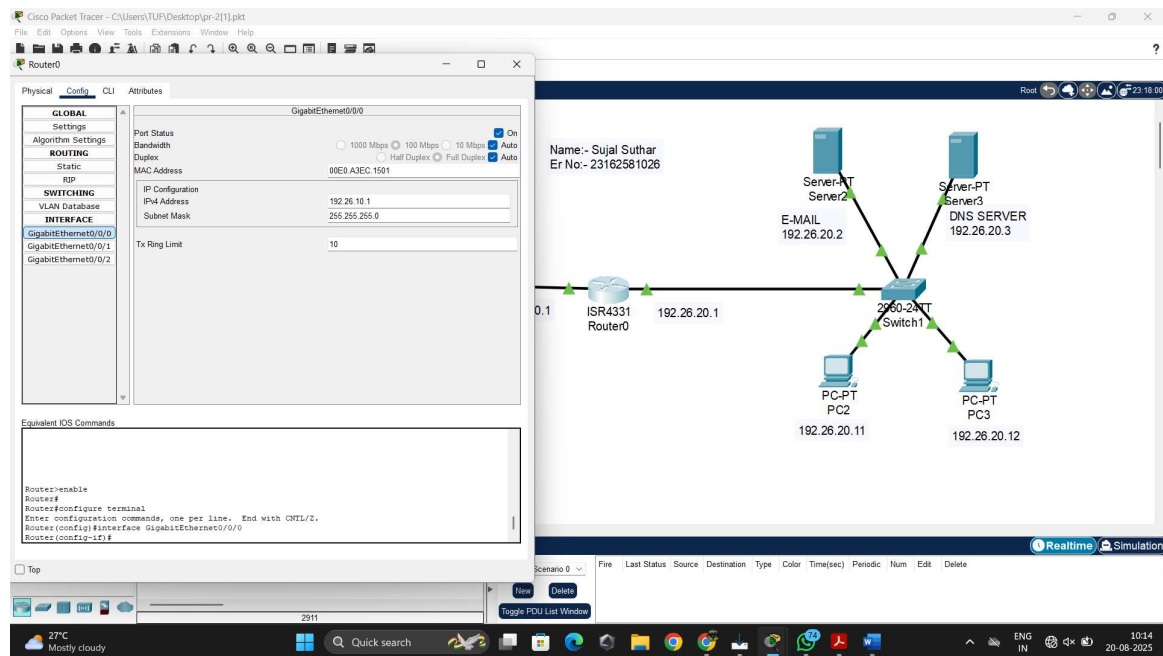 Cisco Packet Tracer - C:\Users\TUF\Desktop\pr-2[1].pkt
File Edit Options View Tools Extensions Window Help
?
Router0
Physical Config CLI Attributes
Root 23:18:00
GLOBAL
Settings
Algorithm Settings
ROUTING
Static
RIP
SWITCHING
VLAN Database
INTERFACE
GigabitEthernet0/0/0
GigabitEthernet0/0/1
GigabitEthernet0/0/2
GigabitEthernet0/0/0
Port Status On
Bandwidth 1000 Mbps 100 Mbps 10 Mbps Auto
Duplex Half Duplex Full Duplex Auto
MAC Address 00E0.A3EC.1501
IP Configuration
IPv4 Address 192.26.10.1
Subnet Mask 255.255.255.0
Tx Ring Limit 10
Equivalent IOS Commands
Router>enable
Router#
Router#configure terminal
Enter configuration commands, one per line. End with CNTL/Z.
Router(config)#interface GigabitEthernet0/0/0
Router(config-if)#
Top
Name:- Sujal Suthar
Er No:- 23162581026
Server-PT
Server2
E-MAIL
192.26.20.2
Server-PT
Server3
DNS SERVER
192.26.20.3
0.1
ISR4331
Router0
192.26.20.1
2960-24TT
Switch1
PC-PT
PC2
192.26.20.11
PC-PT
PC3
192.26.20.12
Realtime Simulation
Scenario 0
New Delete
Toggle PDU List Window
Fire Last Status Source Destination Type Color Time(sec) Periodic Num Edit Delete
2911
27°C
Mostly cloudy
Quick search
74
ENG
IN
10:14
20-08-2025